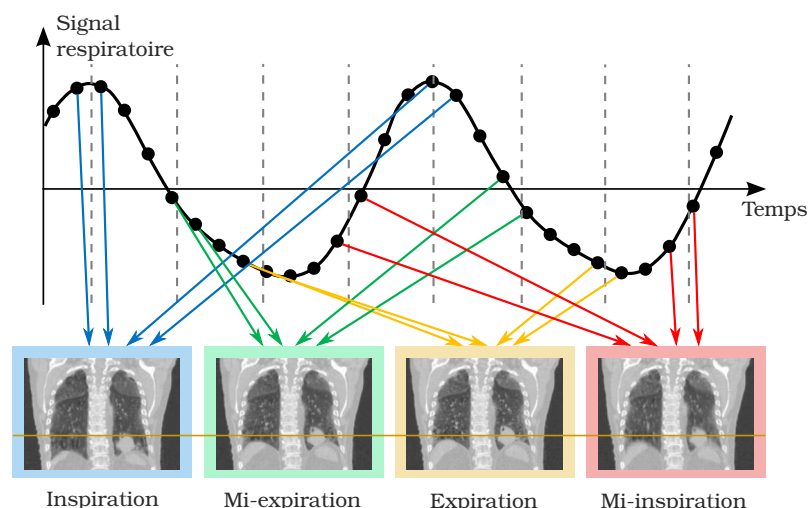 Signal
respiratoire
Temps
Inspiration
Mi-expiration
Expiration
Mi-inspiration